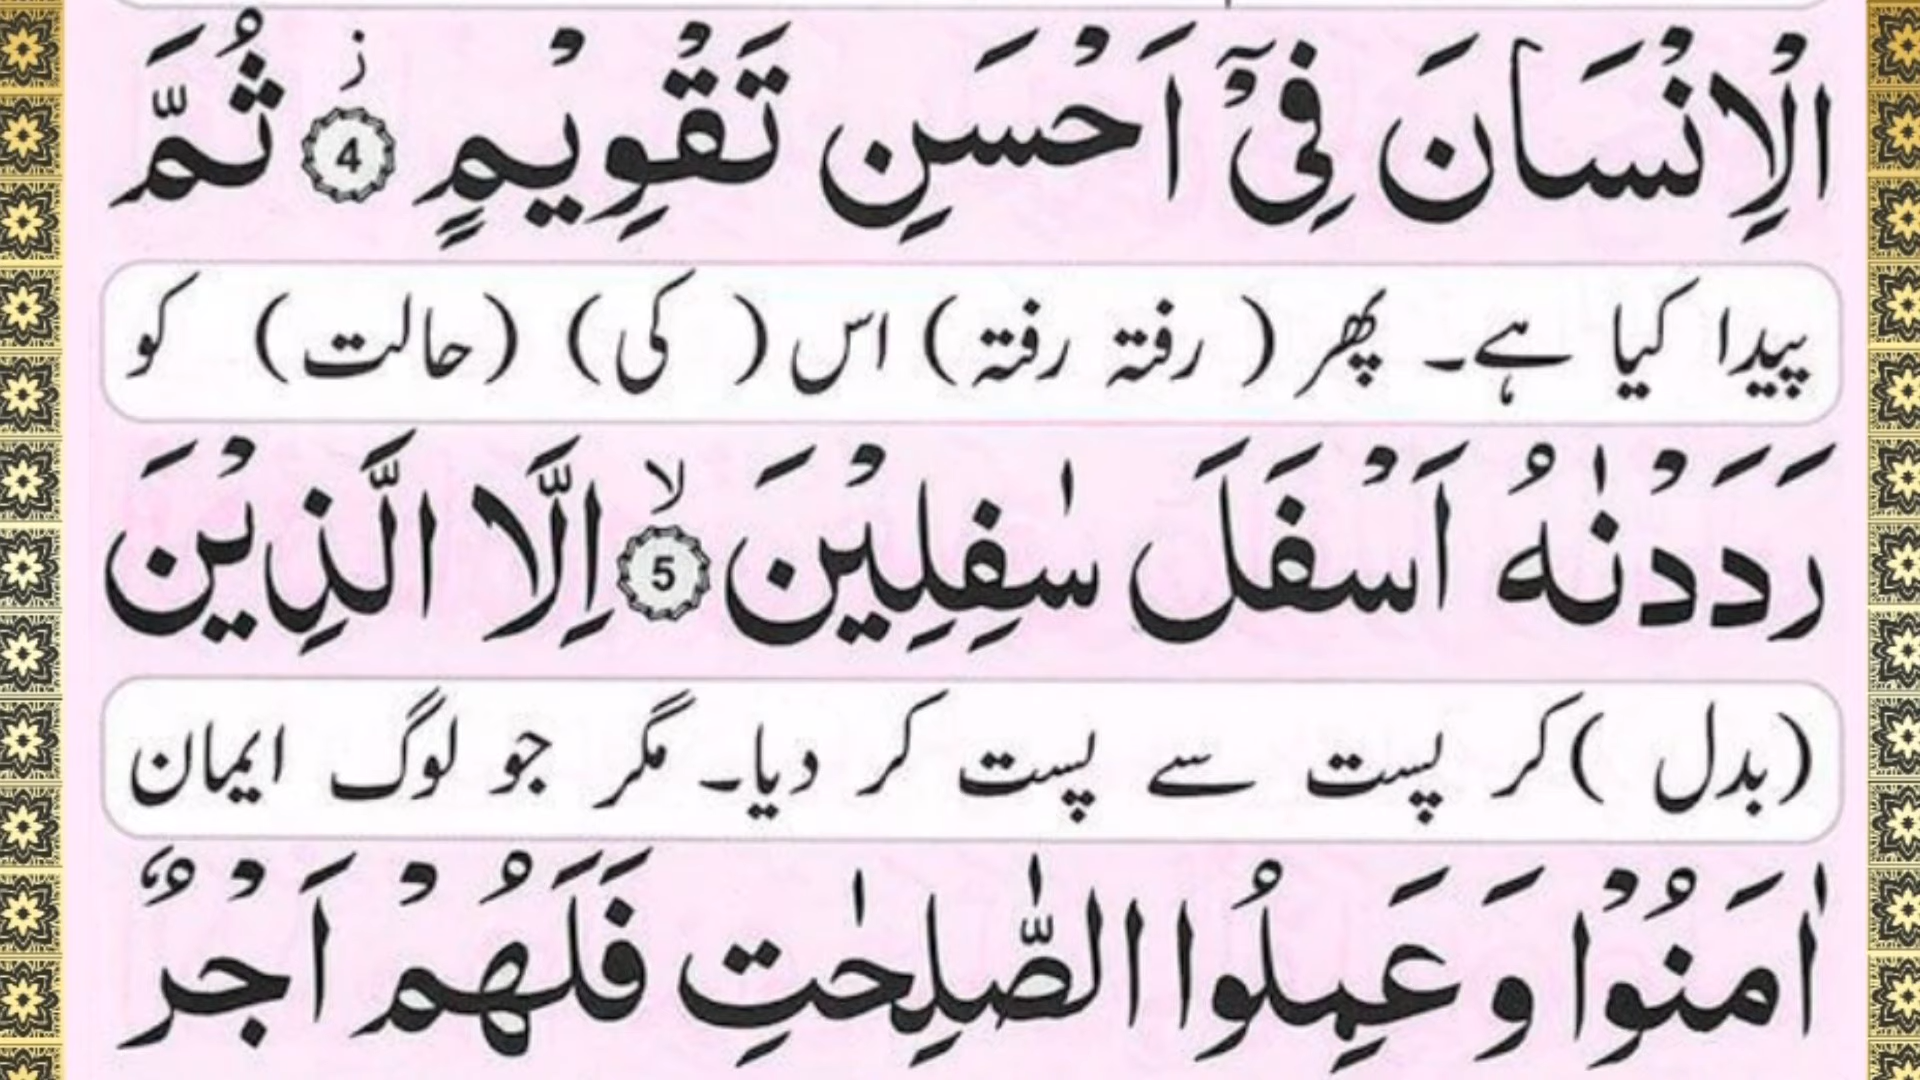 الْاِنْسَانَ فِیْۤ اَحْسَنِ تَقْوِیْمٍ ز 4 ثُمَّ
پیدا کیا ہے۔ پھر ( رفتہ رفتہ) اس ( کی) (حالت) کو
رَدَدْنٰهُ اَسْفَلَ سٰفِلِیْنَ لا 5 اِلَّا الَّذِیْنَ
(بدل )کر پست سے پست کر دیا۔ مگر جو لوگ ایمان
اٰمَنُوْا وَ عَمِلُوا الصّٰلِحٰتِ فَلَهُمْ اَجْرٌ